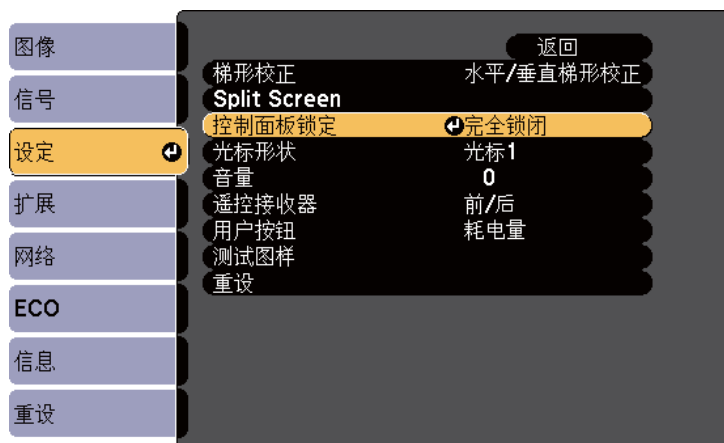 图像
信号
设定
扩展
网络
ECO
信息
重设
返回
梯形校正 水平/垂直梯形校正
Split Screen
控制面板锁定 完全锁闭
光标形状 光标1
音量 0
遥控接收器 前/后
用户按钮 耗电量
测试图样
重设